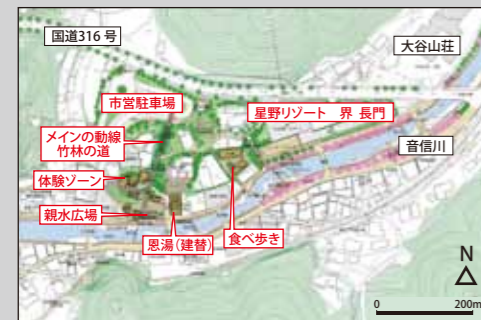 国道316号
大谷山荘
市営駐車場
星野リゾート 界 長門
メインの動線
竹林の道
音信川
体験ゾーン
親水広場
恩湯(建替)
食べ歩き
N
0 200m